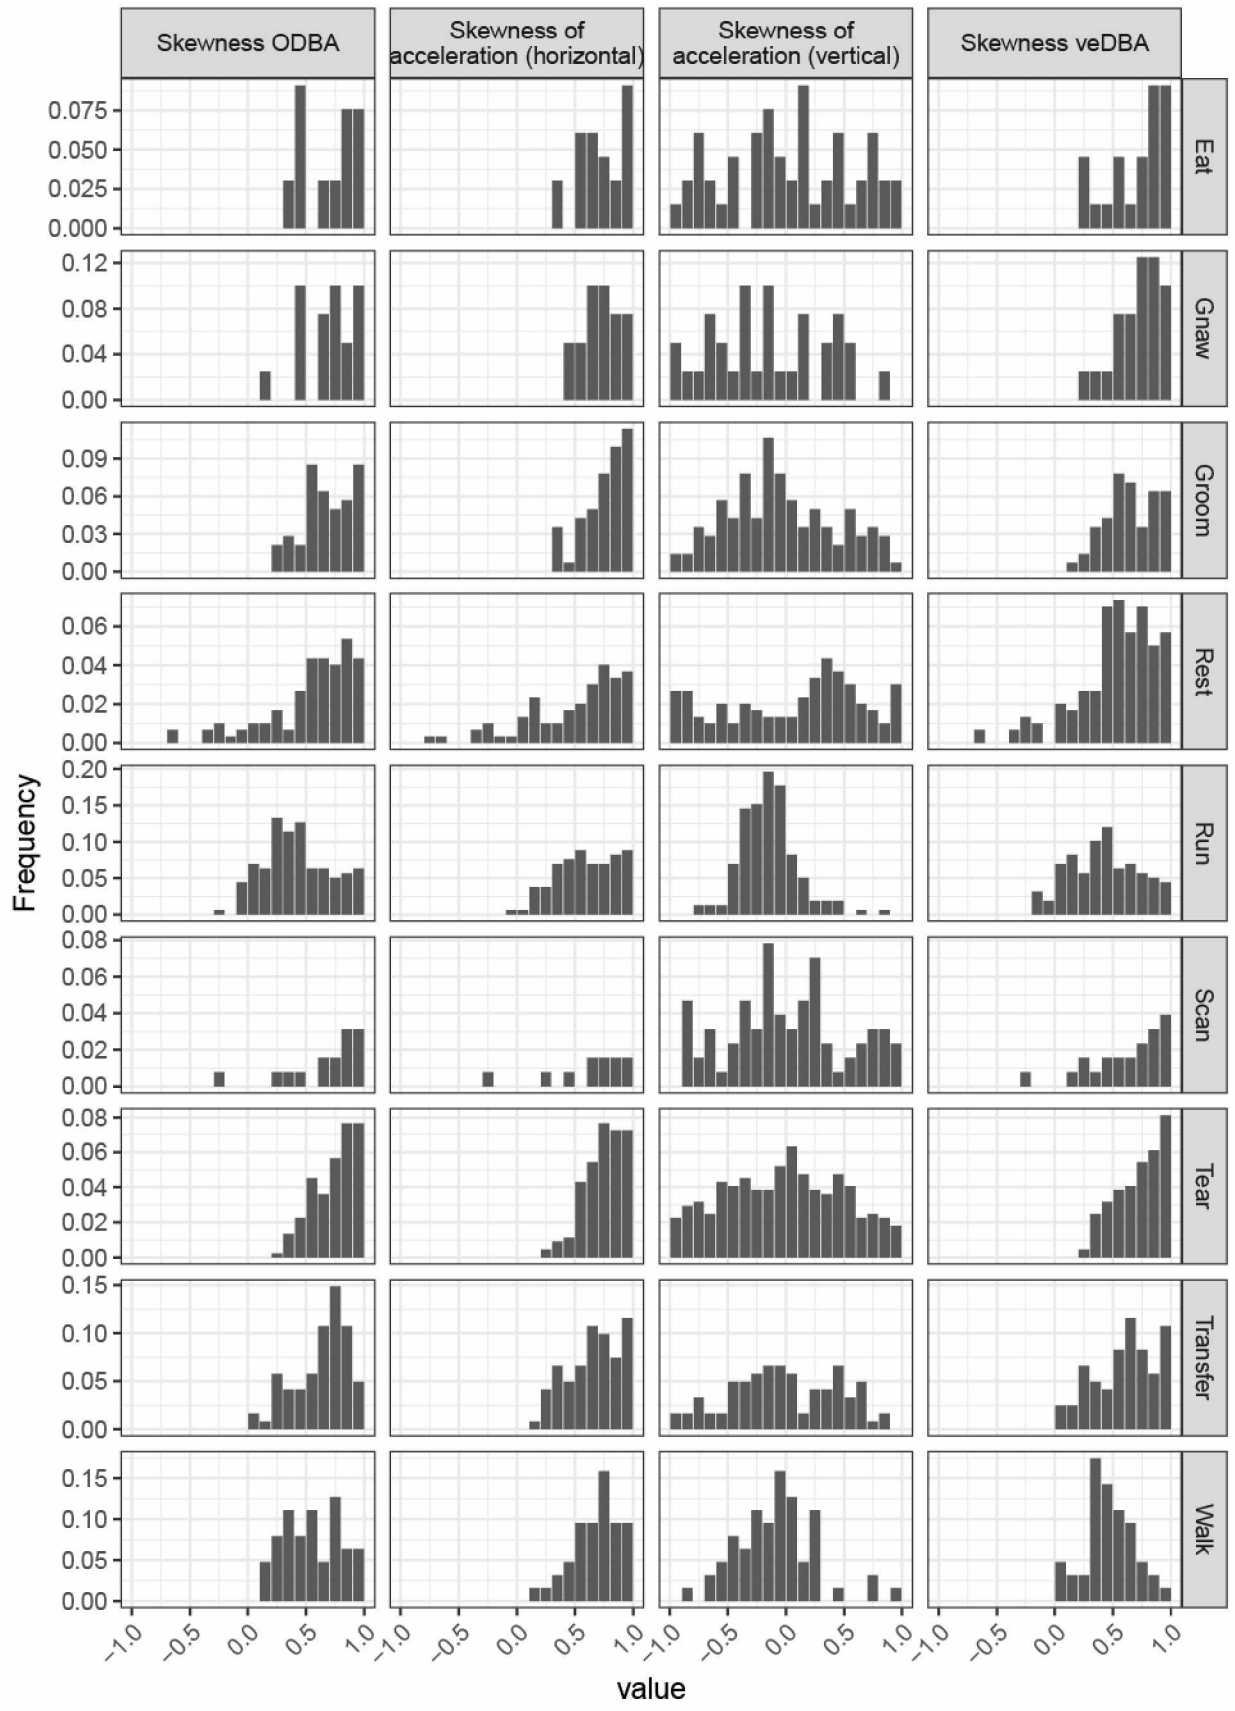 Skewness ODBA
Skewness of
acceleration (horizontal)
Skewness of
acceleration (vertical)
Skewness veDBA
0.075
0.050
0.025
0.000
Eat
0.12
0.08
0.04
0.00
Gnaw
0.09
0.06
0.03
0.00
Groom
0.06
0.04
0.02
0.00
Rest
0.20
0.15
0.10
0.05
0.00
Run
0.08
0.06
0.04
0.02
0.00
Scan
0.08
0.06
0.04
0.02
0.00
Tear
0.15
0.10
0.05
0.00
Transfer
0.15
0.10
0.05
0.00
Walk
Frequency
−1.0 −0.5 0.0 0.5 1.0 −1.0 −0.5 0.0 0.5 1.0 −1.0 −0.5 0.0 0.5 1.0 −1.0 −0.5 0.0 0.5 1.0
value